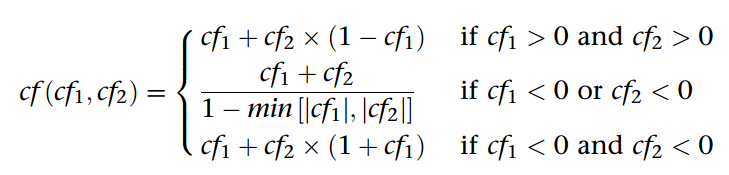 cf₁ + cf₂ × (1 − cf₁) if cf₁ > 0 and cf₂ > 0
cf(cf₁, cf₂) = { (cf₁ + cf₂) / (1 − min [|cf₁|, |cf₂|]) if cf₁ < 0 or cf₂ < 0
cf₁ + cf₂ × (1 + cf₁) if cf₁ < 0 and cf₂ < 0